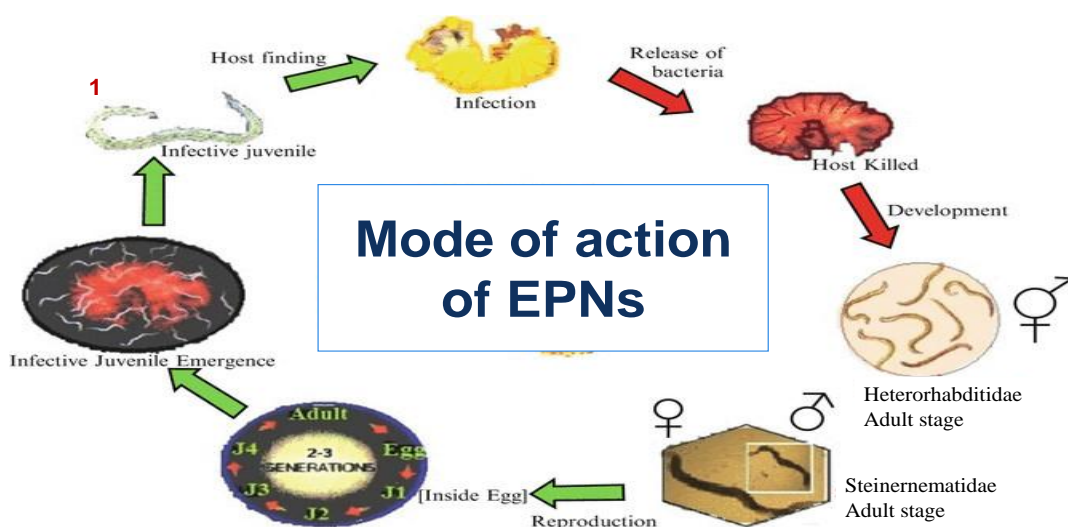 1
Host finding
Infection
Release of
bacteria
Infective juvenile
Host Killed
Development
Mode of action
of EPNs
Infective Juvenile Emergence
Heterorhabditidae
Adult stage
Adult
Egg
J1
J2
J3
J4
2-3
GENERATIONS
[Inside Egg]
Reproduction
Steinernematidae
Adult stage